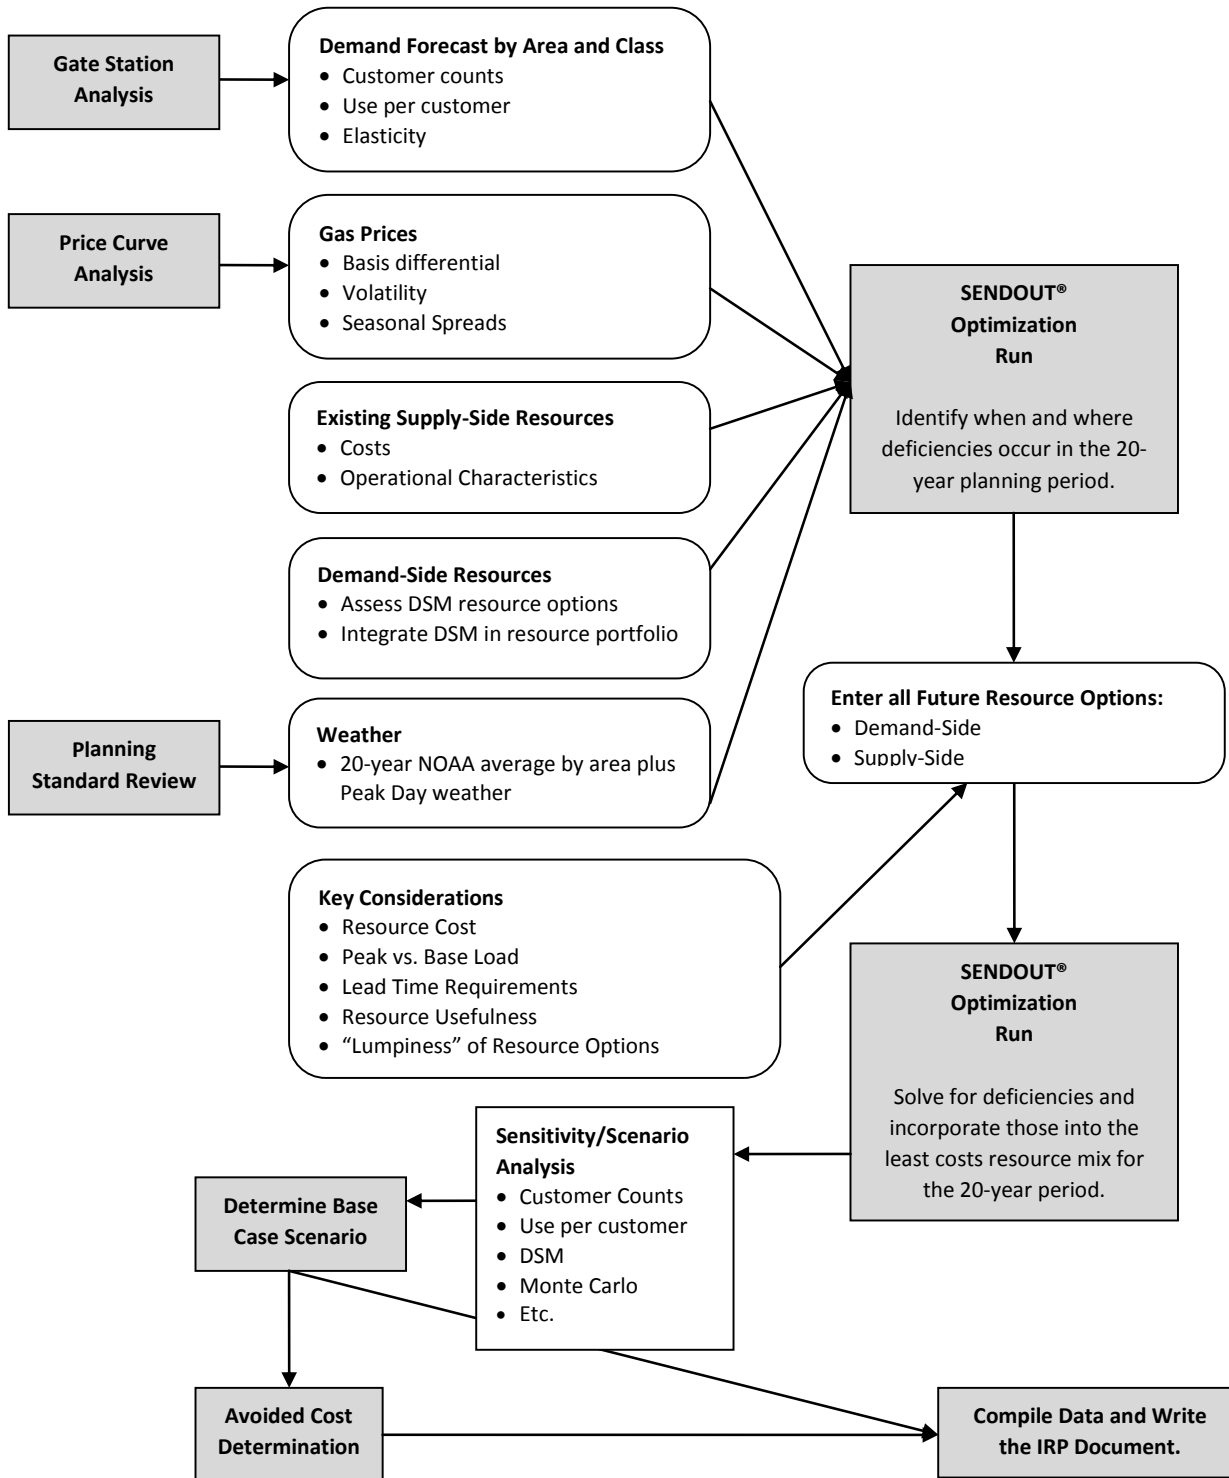 Gate Station
Analysis
Demand Forecast by Area and Class
• Customer counts
• Use per customer
• Elasticity
Price Curve
Analysis
Gas Prices
• Basis differential
• Volatility
• Seasonal Spreads
Existing Supply-Side Resources
• Costs
• Operational Characteristics
Demand-Side Resources
• Assess DSM resource options
• Integrate DSM in resource portfolio
Planning
Standard Review
Weather
• 20-year NOAA average by area plus
Peak Day weather
SENDOUT®
Optimization
Run
Identify when and where
deficiencies occur in the 20-
year planning period.
Enter all Future Resource Options:
• Demand-Side
• Supply-Side
Key Considerations
• Resource Cost
• Peak vs. Base Load
• Lead Time Requirements
• Resource Usefulness
• “Lumpiness” of Resource Options
SENDOUT®
Optimization
Run
Solve for deficiencies and
incorporate those into the
least costs resource mix for
the 20-year period.
Sensitivity/Scenario
Analysis
• Customer Counts
• Use per customer
• DSM
• Monte Carlo
• Etc.
Determine Base
Case Scenario
Avoided Cost
Determination
Compile Data and Write
the IRP Document.